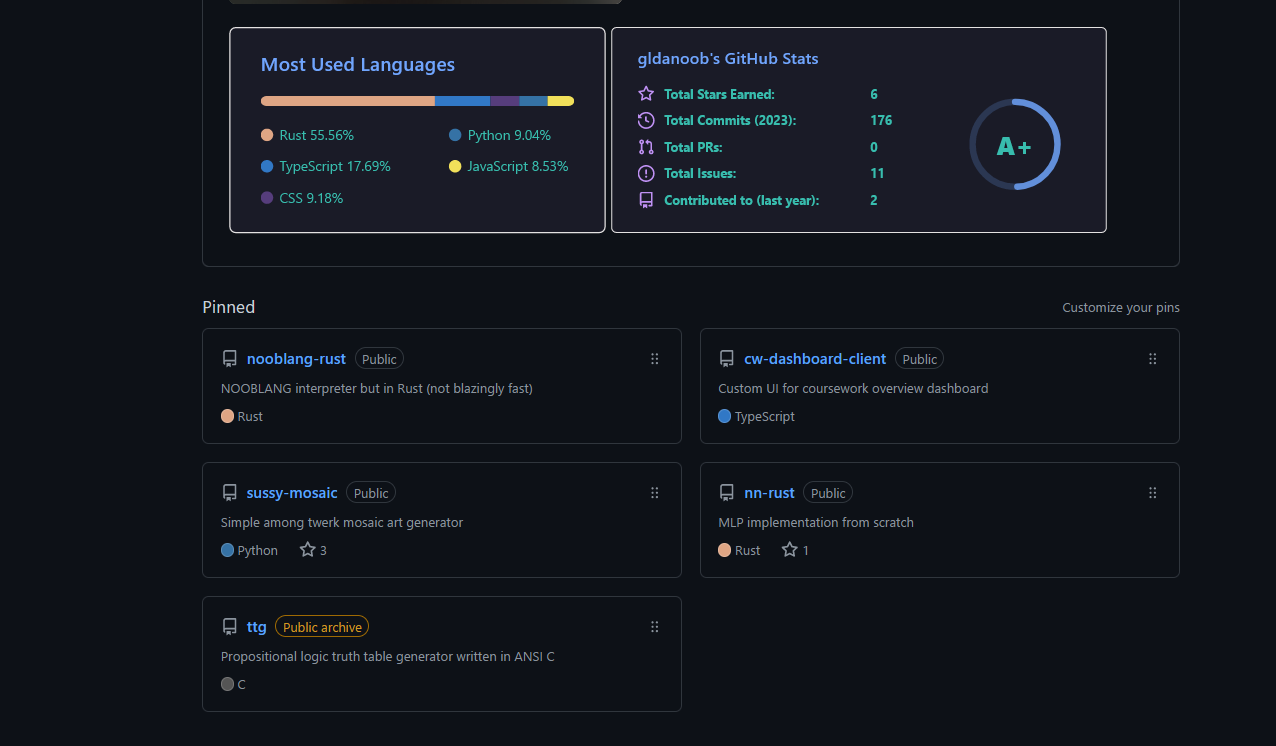 Most Used Languages
Rust 55.56%
Python 9.04%
TypeScript 17.69%
JavaScript 8.53%
CSS 9.18%
gldanoob's GitHub Stats
Total Stars Earned: 6
Total Commits (2023): 176
Total PRs: 0
Total Issues: 11
Contributed to (last year): 2
A+
Pinned
Customize your pins
nooblang-rust Public
NOOBLANG interpreter but in Rust (not blazingly fast)
Rust
cw-dashboard-client Public
Custom UI for coursework overview dashboard
TypeScript
sussy-mosaic Public
Simple among twerk mosaic art generator
Python 3
nn-rust Public
MLP implementation from scratch
Rust 1
ttg Public archive
Propositional logic truth table generator written in ANSI C
C